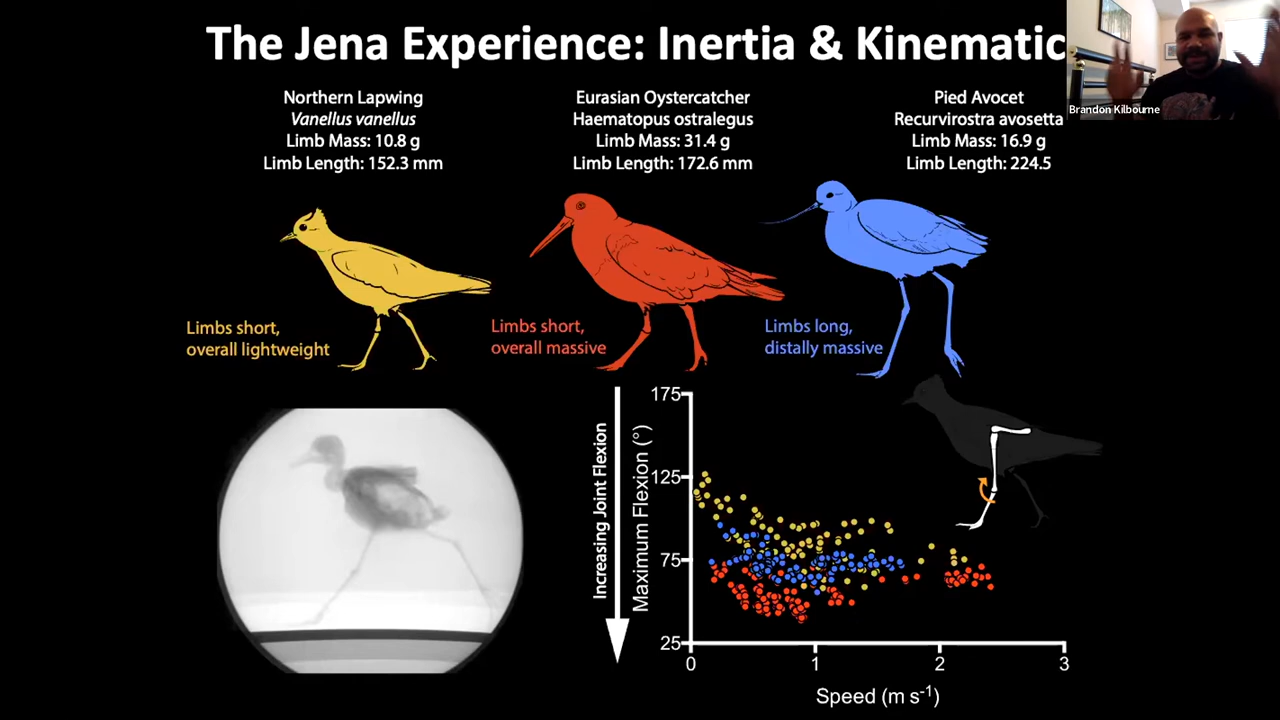 The Jena Experience: Inertia & Kinematic
Brandon Kilbourne
Northern Lapwing
Vanellus vanellus
Limb Mass: 10.8 g
Limb Length: 152.3 mm
Eurasian Oystercatcher
Haematopus ostralegus
Limb Mass: 31.4 g
Limb Length: 172.6 mm
Pied Avocet
Recurvirostra avosetta
Limb Mass: 16.9 g
Limb Length: 224.5
Limbs short,
overall lightweight
Limbs short,
overall massive
Limbs long,
distally massive
Increasing Joint Flexion
Maximum Flexion (°)
175
125
75
25
0
1
2
3
Speed (m s-1)